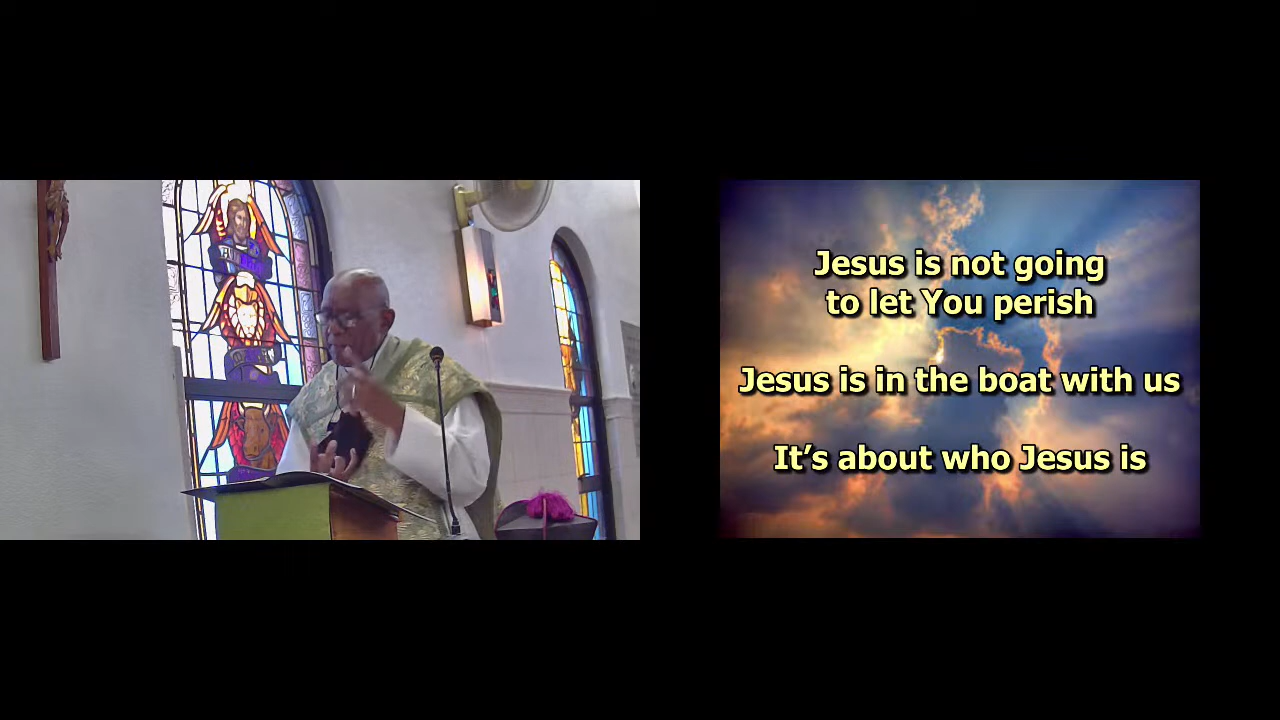 Jesus is not going
to let You perish
Jesus is in the boat with us
It’s about who Jesus is